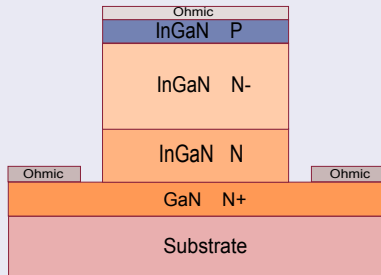 Ohmic
InGaN P
InGaN N-
InGaN N
Ohmic Ohmic
GaN N+
Substrate